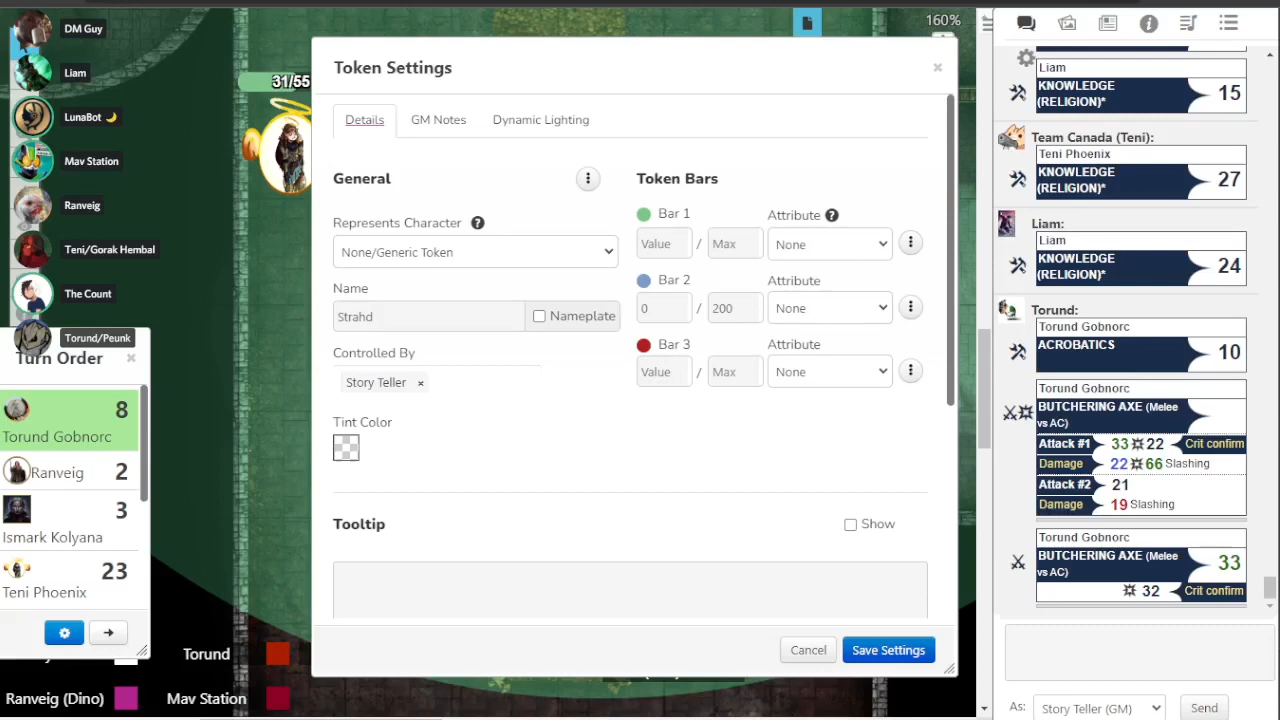 DM Guy
Liam
LunaBot 🌙
Mav Station
Ranveig
Teni/Gorak Hembal
The Count
Torund/Peunk
Turn Order ×
8
Torund Gobnorc
Ranveig 2
3
Ismark Kolyana
23
Teni Phoenix
Torund
Ranveig (Dino)
Mav Station
31/55
160%
Token Settings ×
Details
GM Notes
Dynamic Lighting
General
Represents Character ?
None/Generic Token
Name
Strahd
Nameplate
Controlled By
Story Teller ×
Tint Color
Token Bars
Bar 1 Attribute ?
Value / Max None
Bar 2 Attribute
0 / 200 None
Bar 3 Attribute
Value / Max None
Tooltip
Show
Cancel
Save Settings
Liam
KNOWLEDGE
(RELIGION)*
15
Team Canada (Teni):
Teni Phoenix
KNOWLEDGE
(RELIGION)*
27
Liam:
Liam
KNOWLEDGE
(RELIGION)*
24
Torund:
Torund Gobnorc
ACROBATICS
10
Torund Gobnorc
BUTCHERING AXE (Melee
vs AC)
Attack #1 33 22 Crit confirm
Damage 22 66 Slashing
Attack #2 21
Damage 19 Slashing
Torund Gobnorc
BUTCHERING AXE (Melee
vs AC)
33
32 Crit confirm
As: Story Teller (GM)
Send